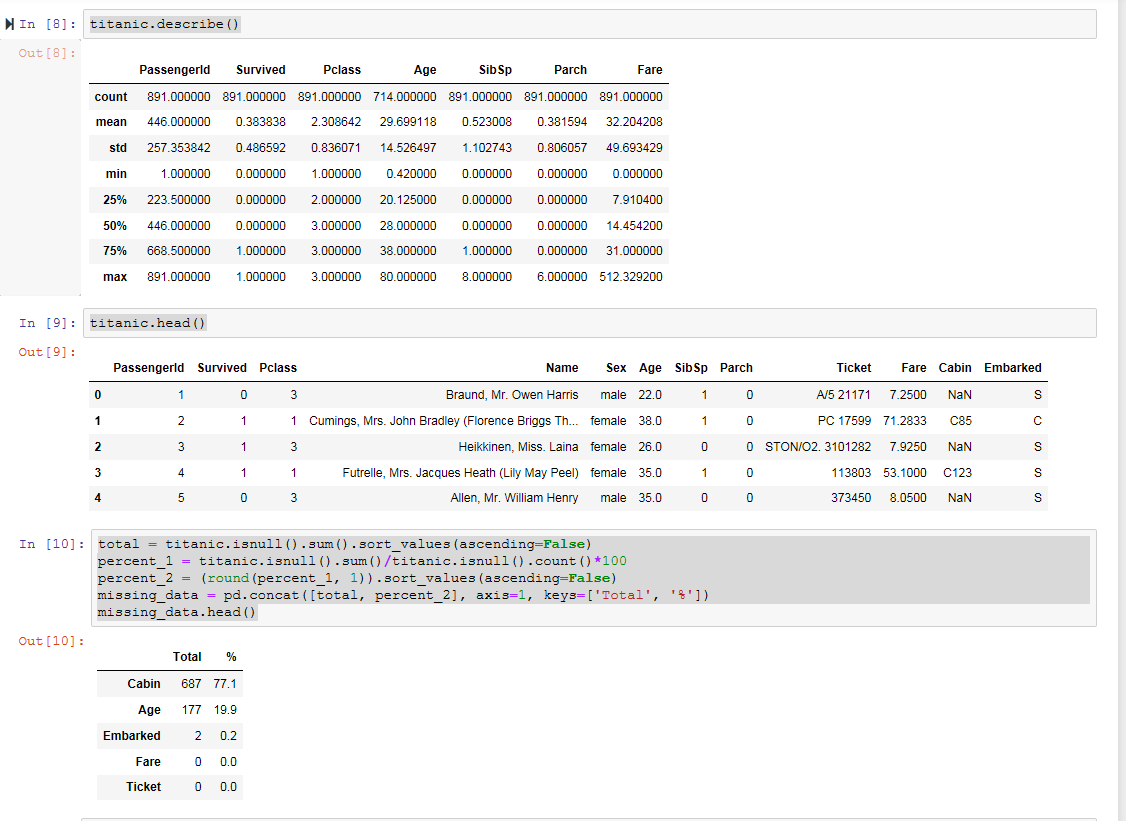 In [8]: titanic.describe()
Out[8]:
PassengerId Survived Pclass Age SibSp Parch Fare
count 891.000000 891.000000 891.000000 714.000000 891.000000 891.000000 891.000000
mean 446.000000 0.383838 2.308642 29.699118 0.523008 0.381594 32.204208
std 257.353842 0.486592 0.836071 14.526497 1.102743 0.806057 49.693429
min 1.000000 0.000000 1.000000 0.420000 0.000000 0.000000 0.000000
25% 223.500000 0.000000 2.000000 20.125000 0.000000 0.000000 7.910400
50% 446.000000 0.000000 3.000000 28.000000 0.000000 0.000000 14.454200
75% 668.500000 1.000000 3.000000 38.000000 1.000000 0.000000 31.000000
max 891.000000 1.000000 3.000000 80.000000 8.000000 6.000000 512.329200
In [9]: titanic.head()
Out[9]:
PassengerId Survived Pclass Name Sex Age SibSp Parch Ticket Fare Cabin Embarked
0 1 0 3 Braund, Mr. Owen Harris male 22.0 1 0 A/5 21171 7.2500 NaN S
1 2 1 1 Cumings, Mrs. John Bradley (Florence Briggs Th... female 38.0 1 0 PC 17599 71.2833 C85 C
2 3 1 3 Heikkinen, Miss. Laina female 26.0 0 0 STON/O2. 3101282 7.9250 NaN S
3 4 1 1 Futrelle, Mrs. Jacques Heath (Lily May Peel) female 35.0 1 0 113803 53.1000 C123 S
4 5 0 3 Allen, Mr. William Henry male 35.0 0 0 373450 8.0500 NaN S
In [10]: total = titanic.isnull().sum().sort_values(ascending=False)
percent_1 = titanic.isnull().sum()/titanic.isnull().count()*100
percent_2 = (round(percent_1, 1)).sort_values(ascending=False)
missing_data = pd.concat([total, percent_2], axis=1, keys=['Total', '%'])
missing_data.head()
Out[10]:
Total %
Cabin 687 77.1
Age 177 19.9
Embarked 2 0.2
Fare 0 0.0
Ticket 0 0.0